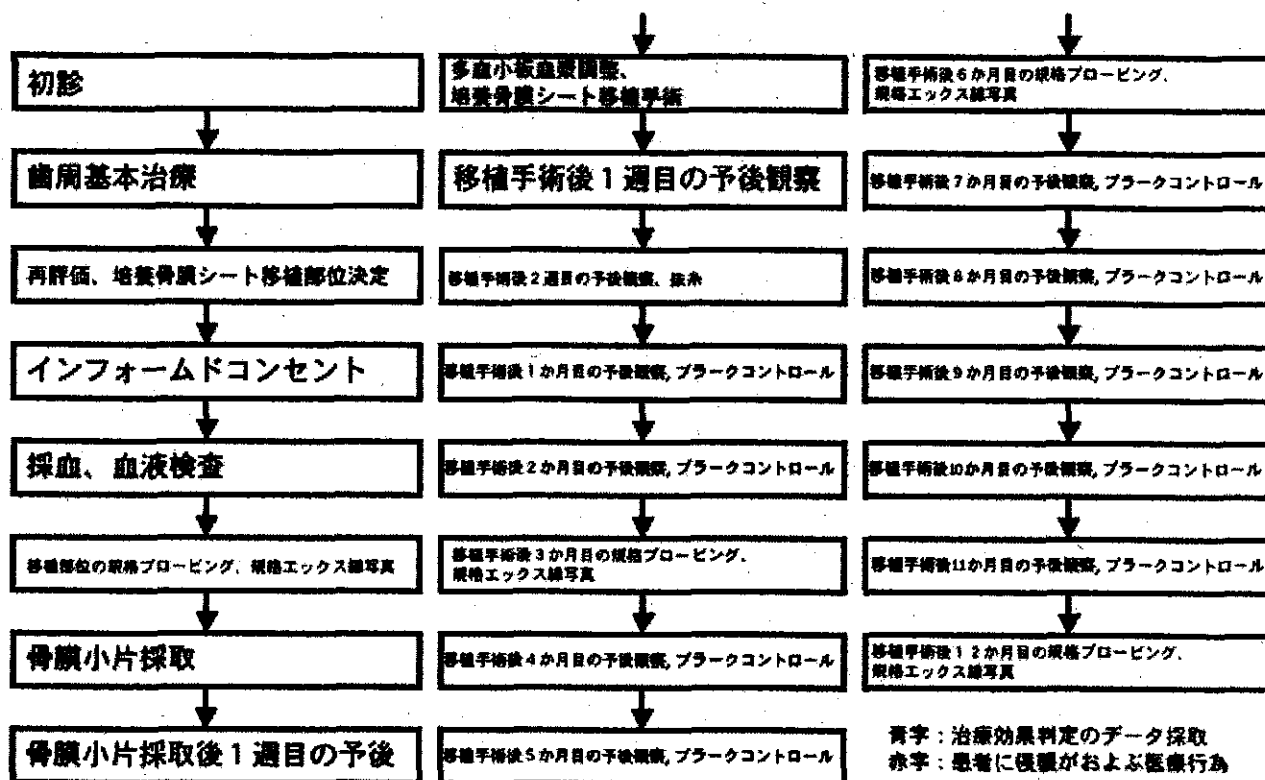 初診
歯周基本治療
再評価、培養骨膜シート移植部位決定
インフォームドコンセント
採血、血液検査
移植部位の規格プロービング、規格エックス線写真
骨膜小片採取
骨膜小片採取後1週目の予後
多血小板血漿調整、
培養骨膜シート移植手術
移植手術後1週目の予後観察
移植手術後2週目の予後観察、抜糸
移植手術後1か月目の予後観察,プラークコントロール
移植手術後2か月目の予後観察,プラークコントロール
移植手術後3か月目の規格プロービング、
規格エックス線写真
移植手術後4か月目の予後観察,プラークコントロール
移植手術後5か月目の予後観察,プラークコントロール
移植手術後6か月目の規格プロービング、
規格エックス線写真
移植手術後7か月目の予後観察,プラークコントロール
移植手術後8か月目の予後観察,プラークコントロール
移植手術後9か月目の予後観察,プラークコントロール
移植手術後10か月目の予後観察,プラークコントロール
移植手術後11か月目の予後観察,プラークコントロール
移植手術後12か月目の規格プロービング、
規格エックス線写真
青字:治療効果判定のデータ採取
赤字:患者に侵襲がおよぶ医療行為